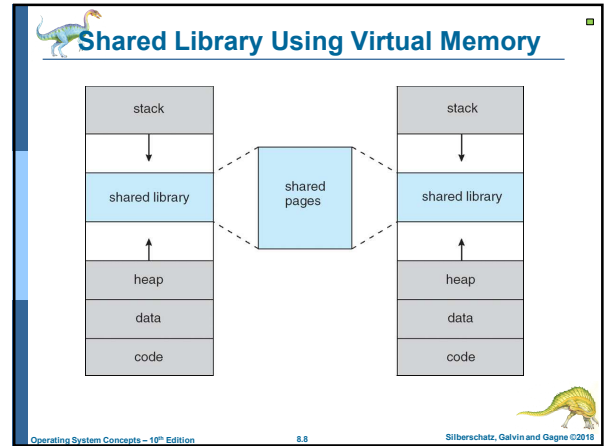 Shared Library Using Virtual Memory
stack
shared library
heap
data
code
shared
pages
stack
shared library
heap
data
code
Operating System Concepts – 10th Edition
8.8
Silberschatz, Galvin and Gagne ©2018